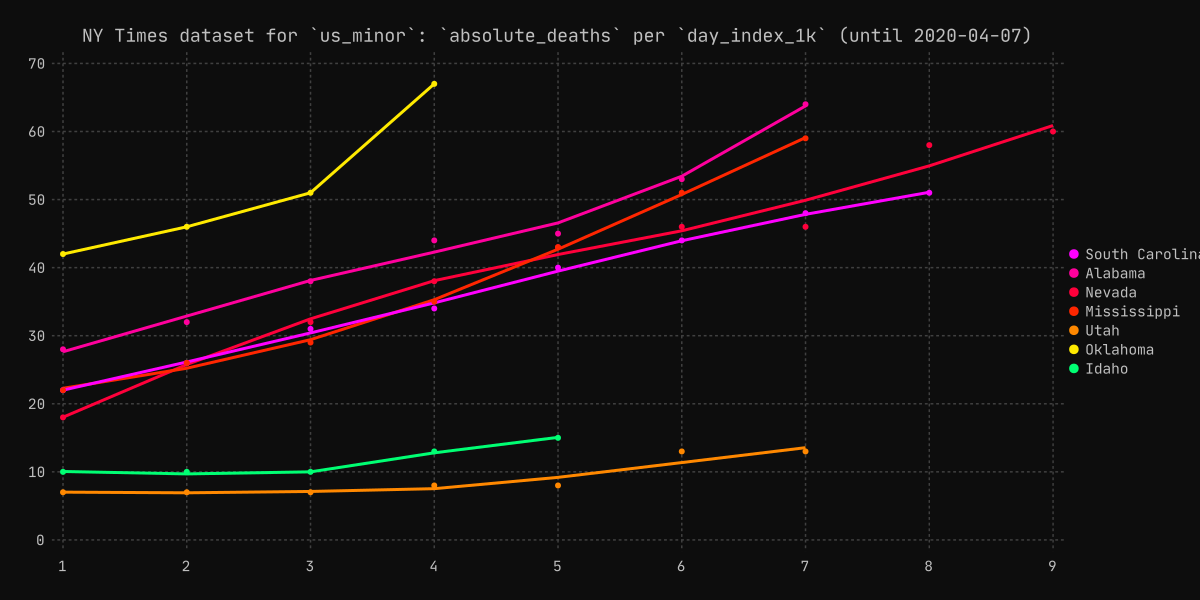 NY Times dataset for `us_minor`: `absolute_deaths` per `day_index_1k` (until 2020-04-07)
70
60
50
40
30
20
10
0
1 2 3 4 5 6 7 8 9
South Carolina
Alabama
Nevada
Mississippi
Utah
Oklahoma
Idaho